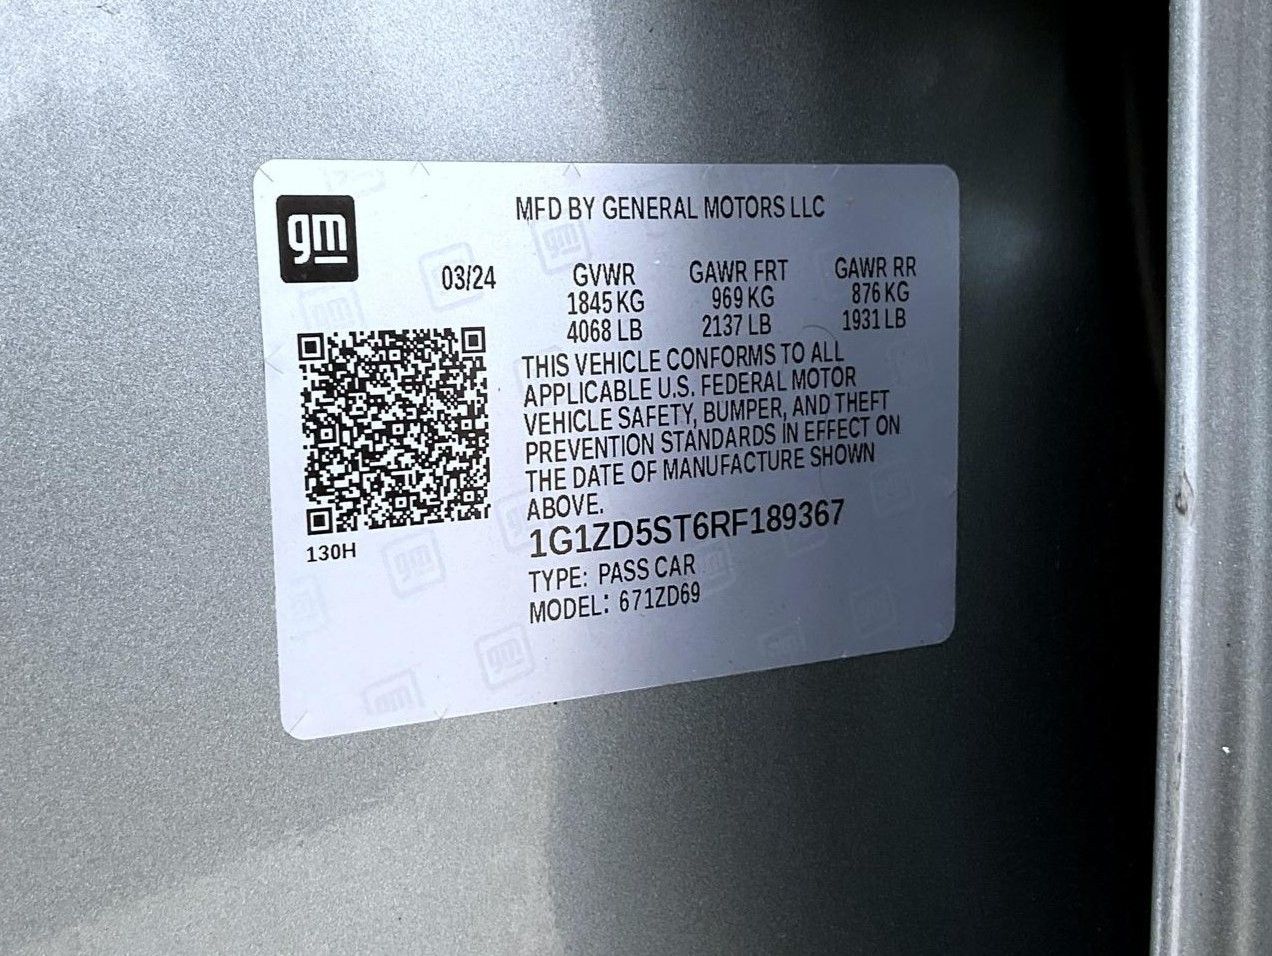 gm
MFD BY GENERAL MOTORS LLC
03/24
GVWR GAWR FRT GAWR RR
1845 KG 969 KG 876 KG
4068 LB 2137 LB 1931 LB
THIS VEHICLE CONFORMS TO ALL
APPLICABLE U.S. FEDERAL MOTOR
VEHICLE SAFETY, BUMPER, AND THEFT
PREVENTION STANDARDS IN EFFECT ON
THE DATE OF MANUFACTURE SHOWN
ABOVE.
130H
1G1ZD5ST6RF189367
TYPE: PASS CAR
MODEL: 671ZD69